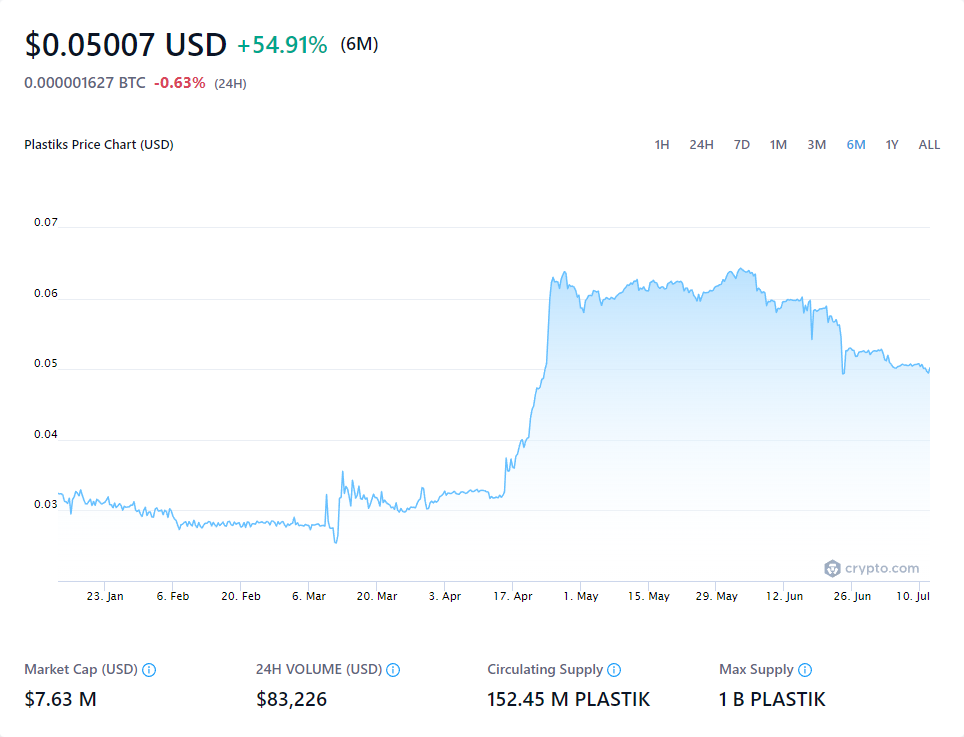 $0.05007 USD +54.91% (6M)
0.000001627 BTC -0.63% (24H)
Plastiks Price Chart (USD) 1H 24H 7D 1M 3M 6M 1Y ALL
0.07
0.06
0.05
0.04
0.03
crypto.com
23. Jan 6. Feb 20. Feb 6. Mar 20. Mar 3. Apr 17. Apr 1. May 15. May 29. May 12. Jun 26. Jun 10. Jul
Market Cap (USD) 24H VOLUME (USD) Circulating Supply Max Supply
$7.63 M $83,226 152.45 M PLASTIK 1 B PLASTIK